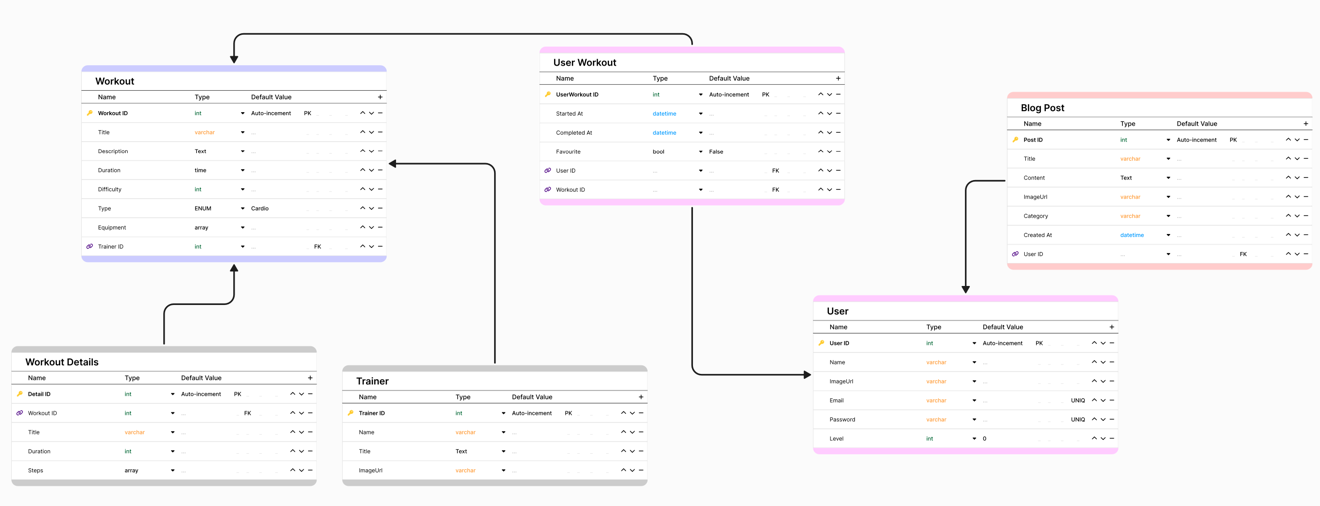 Workout
Name Type Default Value +
Workout ID int Auto-incement PK
Title varchar ...
Description Text ...
Duration time ...
Difficulty int ...
Type ENUM Cardio
Equipment array ...
Trainer ID int ... FK
User Workout
Name Type Default Value +
UserWorkout ID int Auto-incement PK
Started At datetime ...
Completed At datetime ...
Favourite bool False
User ID ... ... FK
Workout ID ... ... FK
Blog Post
Name Type Default Value +
Post ID int Auto-incement PK
Title varchar ...
Content Text ...
ImageUrl varchar ...
Category varchar ...
Created At datetime ...
User ID ... ... FK
User
Name Type Default Value +
User ID int Auto-incement PK
Name varchar ...
ImageUrl varchar ...
Email varchar ... UNIQ
Password varchar ... UNIQ
Level int 0
Workout Details
Name Type Default Value +
Detail ID int Auto-incement PK
Workout ID int ... FK
Title varchar ...
Duration int ...
Steps array ...
Trainer
Name Type Default Value +
Trainer ID int Auto-incement PK
Name varchar ...
Title Text ...
ImageUrl varchar ...